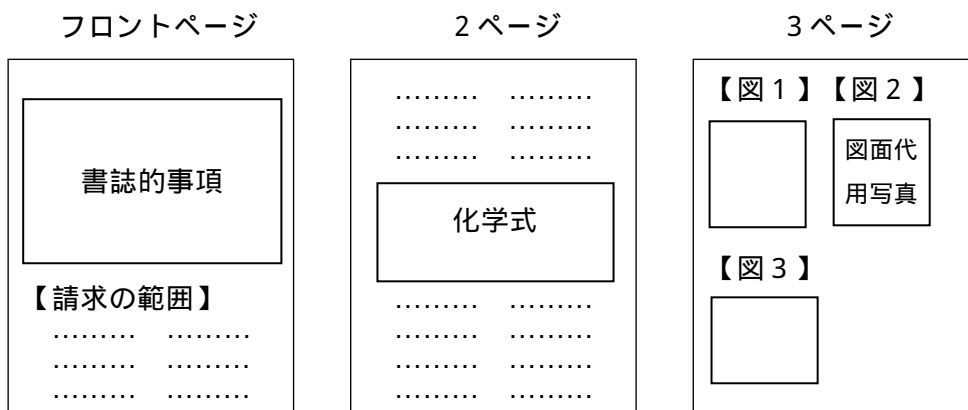 フロントページ
書誌的事項
【請求の範囲】
……… ………
……… ………
……… ………
2ページ
……… ………
……… ………
……… ………
化学式
……… ………
……… ………
……… ………
……… ………
3ページ
【図1】【図2】
図面代
用写真
【図3】